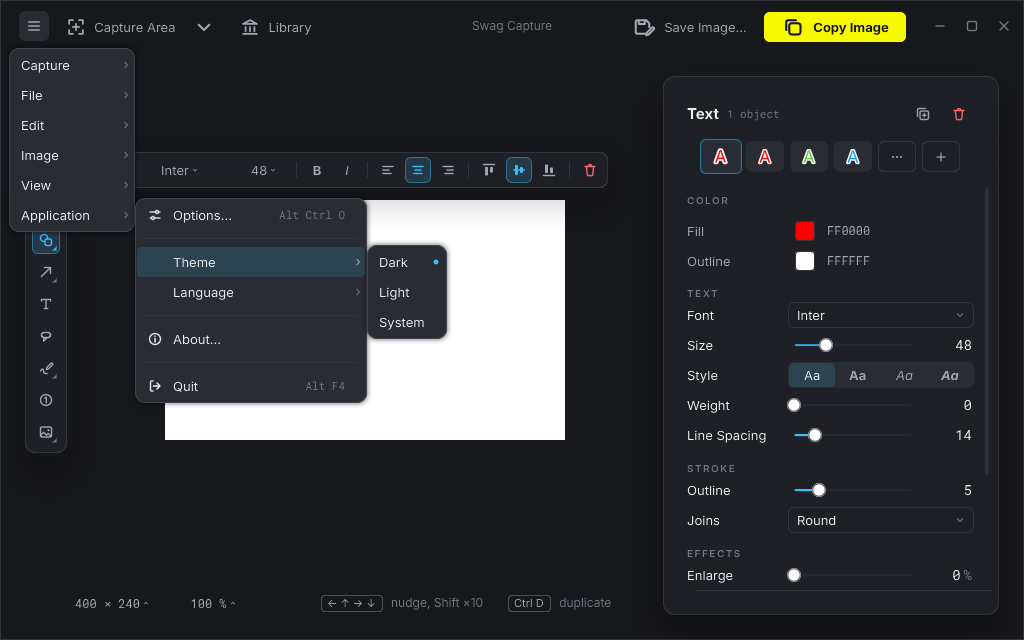 Capture Area
Library
Swag Capture
Save Image...
Copy Image
Capture
File
Edit
Image
View
Application
Inter
48
B
I
Options...
Alt Ctrl O
Theme
Language
About...
Quit
Alt F4
Dark
Light
System
T
1
400 × 240
100 %
nudge, Shift ×10
Ctrl D
duplicate
Text
1 object
A
A
A
A
COLOR
Fill
FF0000
Outline
FFFFFF
TEXT
Font
Inter
Size
48
Style
Aa
Aa
Aa
Aa
Weight
0
Line Spacing
14
STROKE
Outline
5
Joins
Round
EFFECTS
Enlarge
0 %